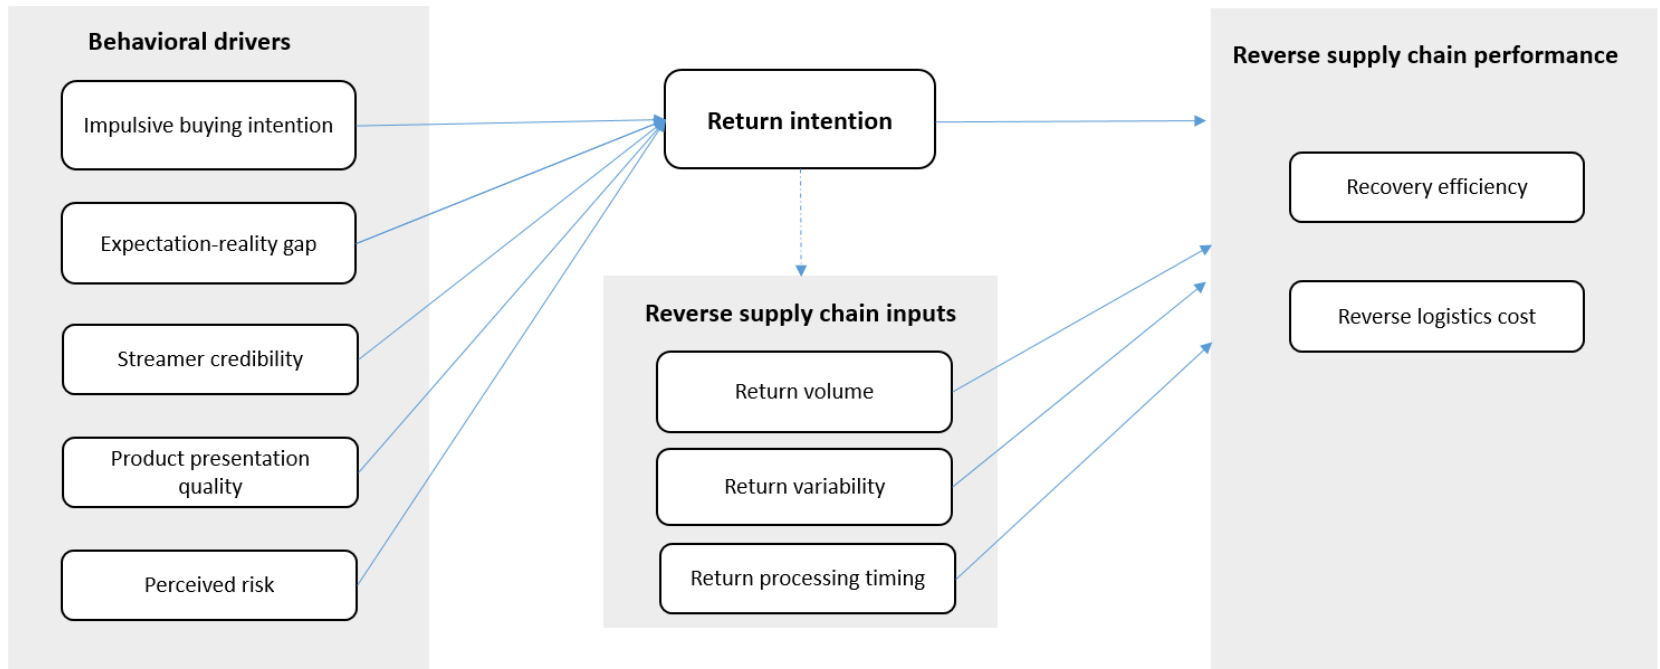 Behavioral drivers
Impulsive buying intention
Expectation-reality gap
Streamer credibility
Product presentation
quality
Perceived risk
Return intention
Reverse supply chain inputs
Return volume
Return variability
Return processing timing
Reverse supply chain performance
Recovery efficiency
Reverse logistics cost